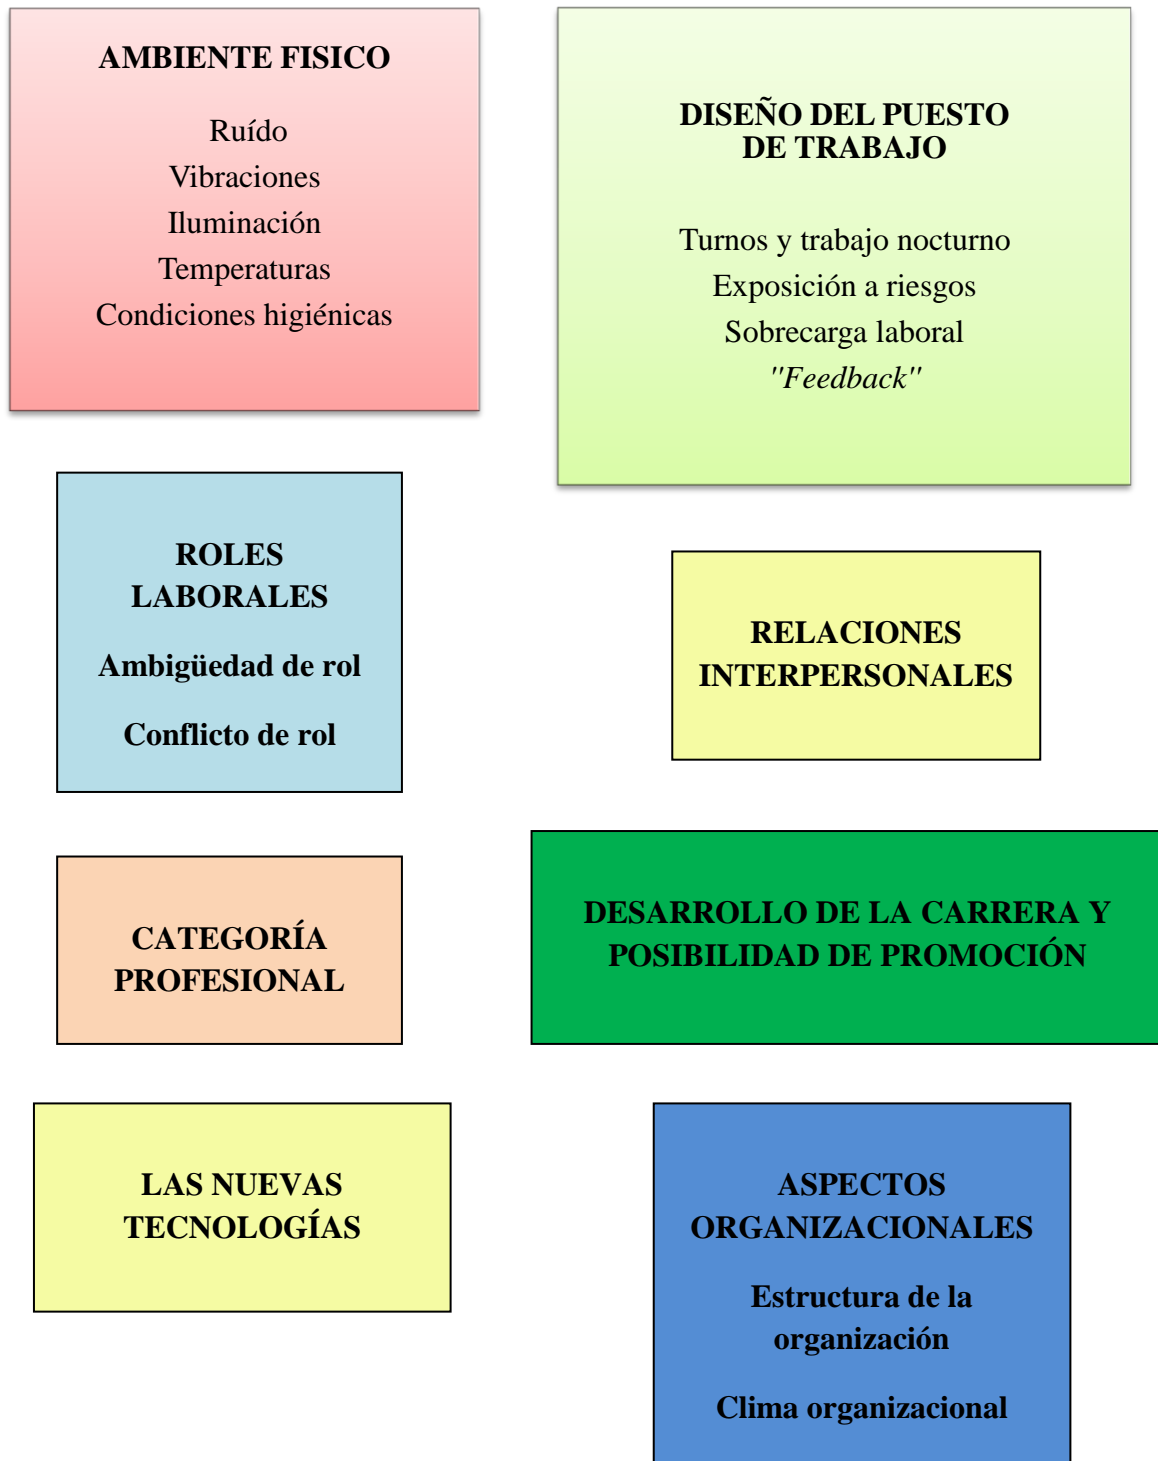 AMBIENTE FISICO
Ruído
Vibraciones
Iluminación
Temperaturas
Condiciones higiénicas
DISEÑO DEL PUESTO
DE TRABAJO
Turnos y trabajo nocturno
Exposición a riesgos
Sobrecarga laboral
"Feedback"
ROLES
LABORALES
Ambigüedad de rol
Conflicto de rol
RELACIONES
INTERPERSONALES
CATEGORÍA
PROFESIONAL
DESARROLLO DE LA CARRERA Y
POSIBILIDAD DE PROMOCIÓN
LAS NUEVAS
TECNOLOGÍAS
ASPECTOS
ORGANIZACIONALES
Estructura de la
organización
Clima organizacional